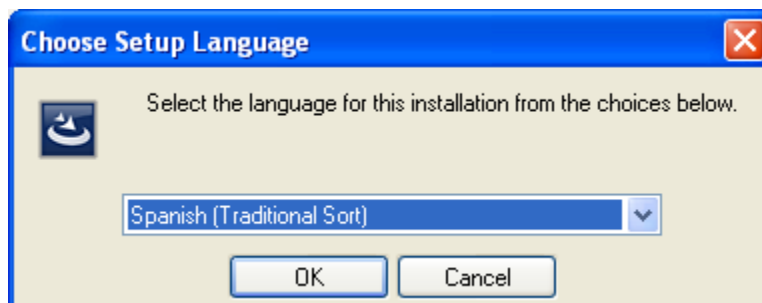 Choose Setup Language
Select the language for this installation from the choices below.
Spanish (Traditional Sort)
OK
Cancel